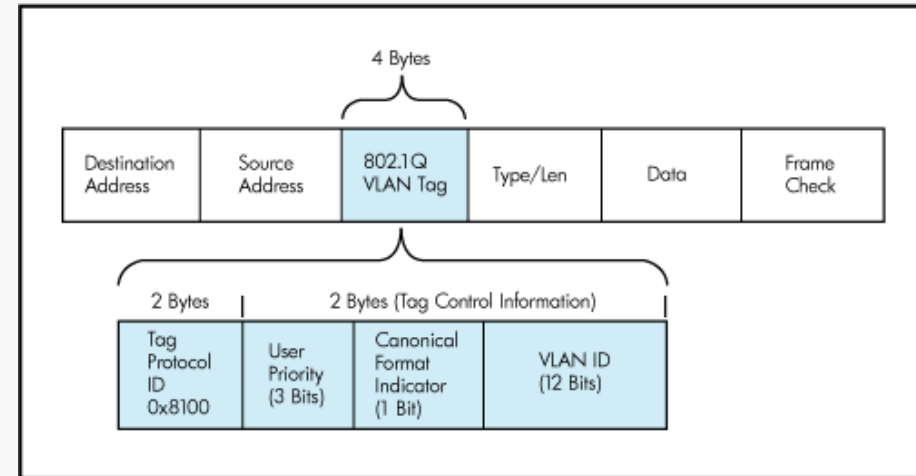 4 Bytes
Destination
Address
Source
Address
802.1Q
VLAN Tag
Type/Len
Data
Frame
Check
2 Bytes
2 Bytes (Tag Control Information)
Tag
Protocol
ID
0x8100
User
Priority
(3 Bits)
Canonical
Format
Indicator
(1 Bit)
VLAN ID
(12 Bits)